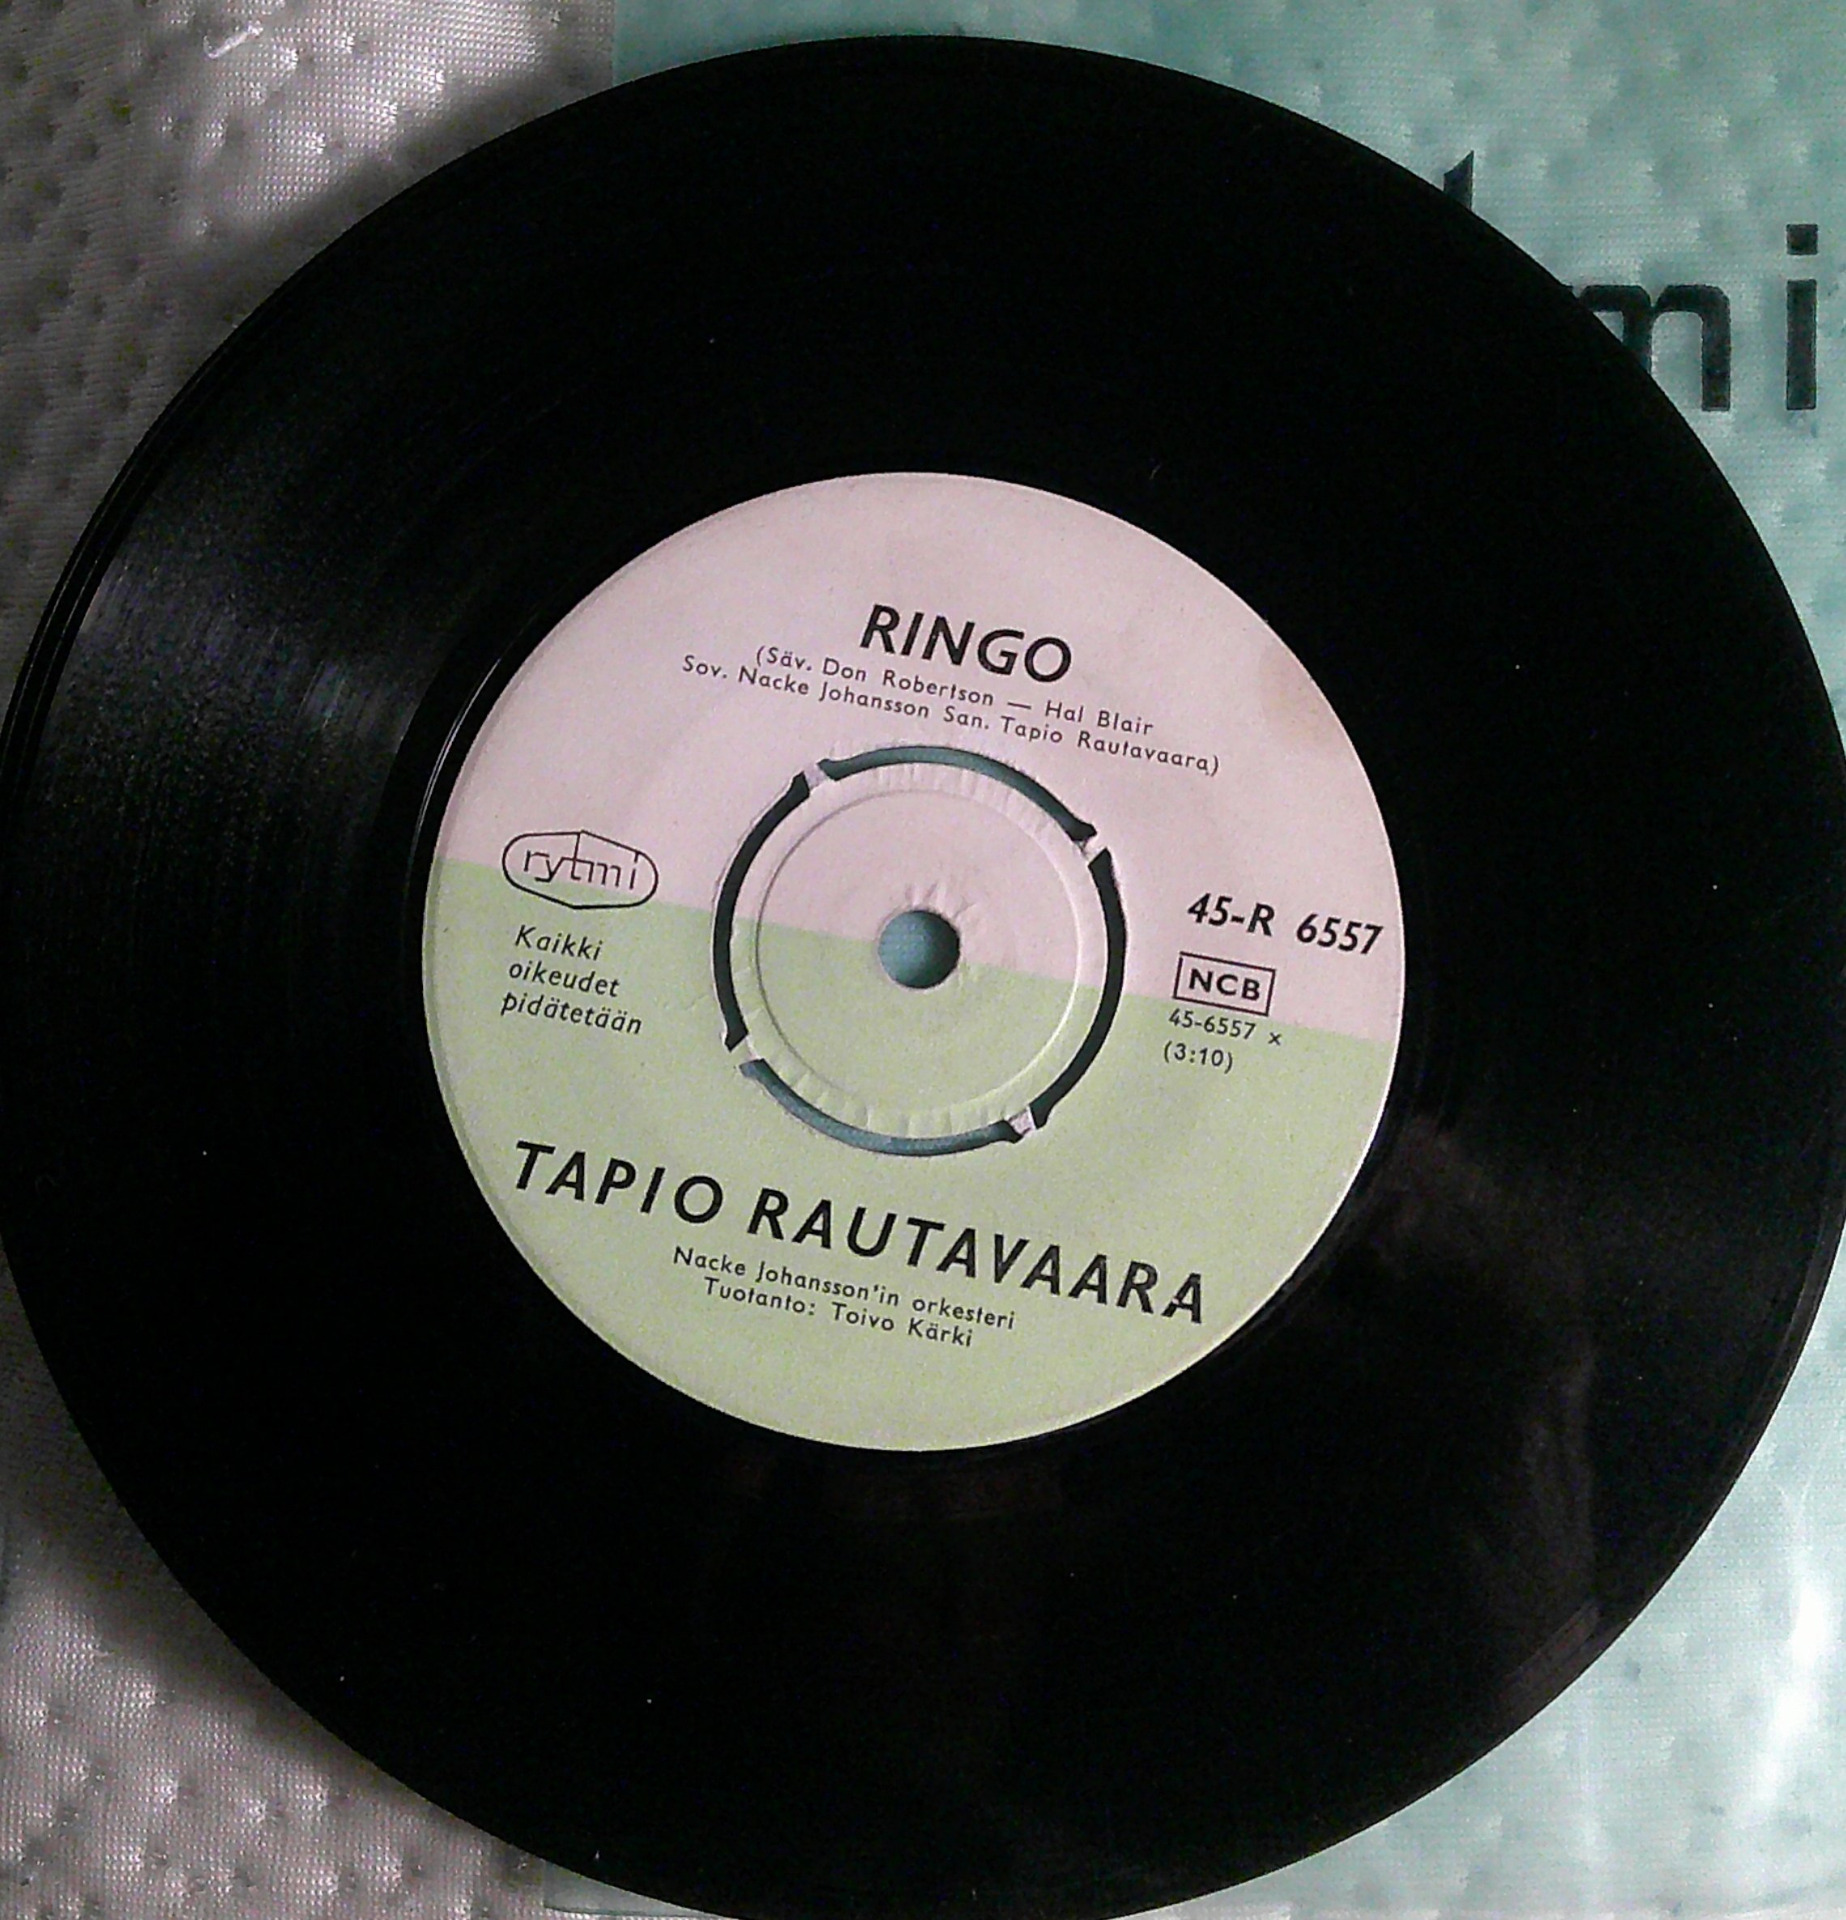 RINGO
(Säv. Don Robertson — Hal Blair
Sov. Nacke Johansson San. Tapio Rautavaara)
rytmi
Kaikki
oikeudet
pidätetään
45-R 6557
NCB
45-6557 x
(3:10)
TAPIO RAUTAVAARA
Nacke Johansson'in orkesteri
Tuotanto: Toivo Kärki
tmi